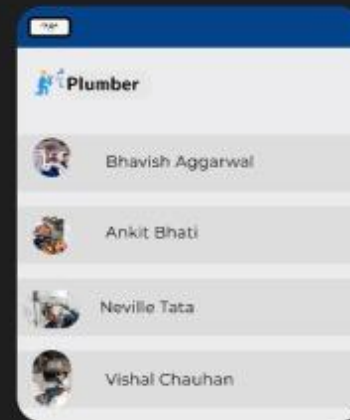 Plumber
Bhavish Aggarwal
Ankit Bhati
Neville Tata
Vishal Chauhan